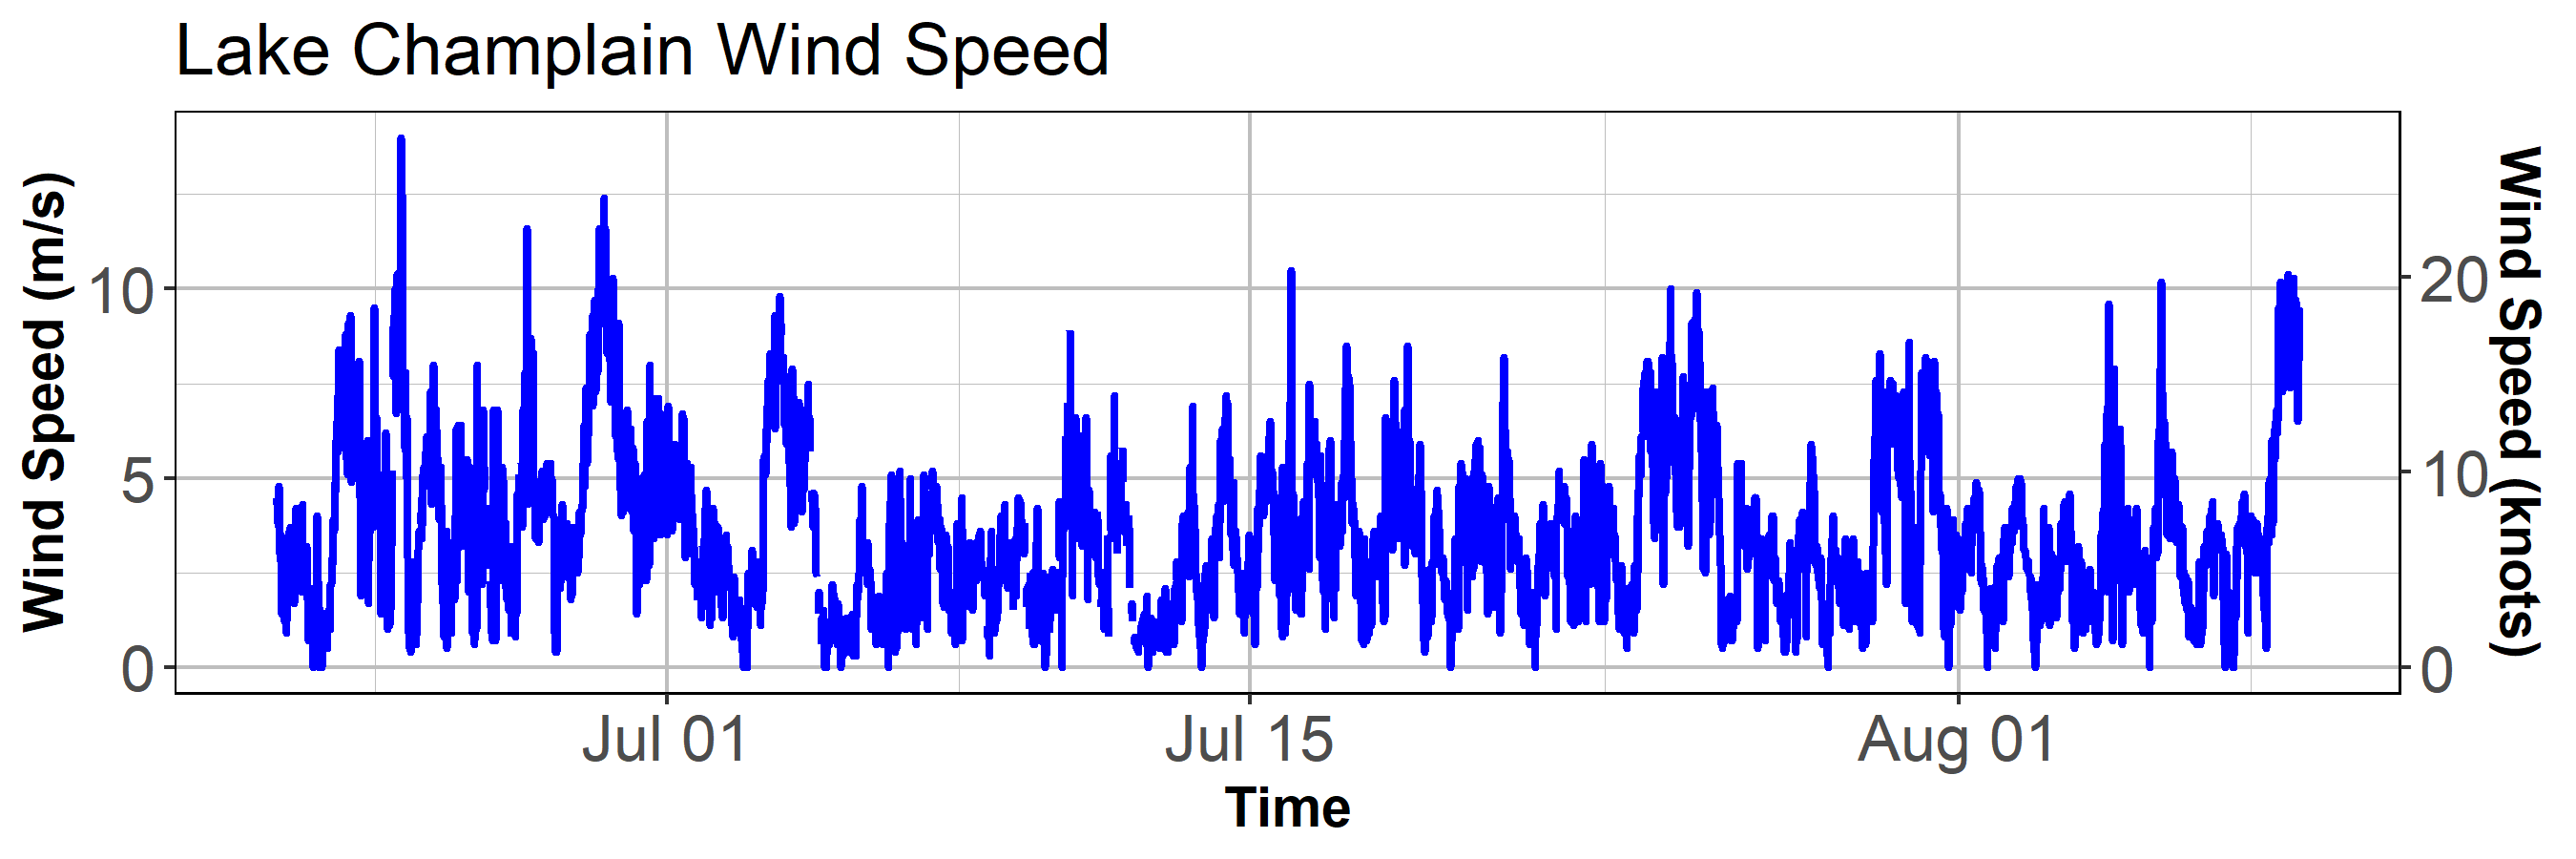 Lake Champlain Wind Speed
Wind Speed (m/s)
10
5
0
20
10
0
Wind Speed (knots)
Jul 01
Jul 15
Aug 01
Time